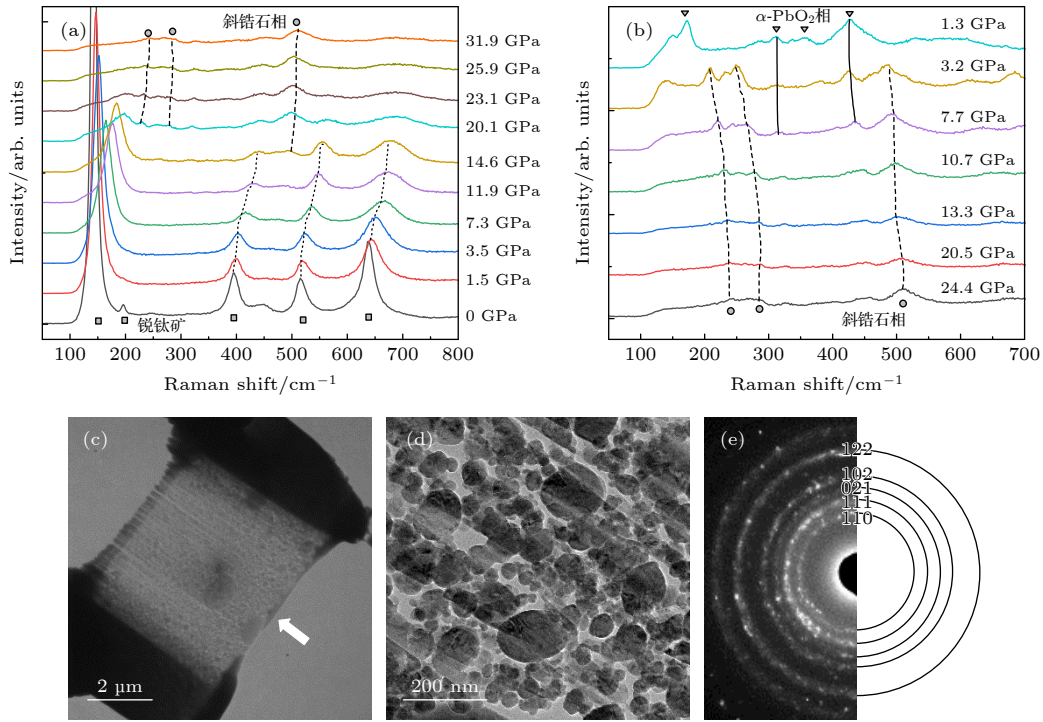 (a)
斜锆石相
31.9 GPa
25.9 GPa
23.1 GPa
20.1 GPa
14.6 GPa
11.9 GPa
7.3 GPa
3.5 GPa
1.5 GPa
0 GPa
锐钛矿
Intensity/arb. units
100 200 300 400 500 600 700 800
Raman shift/cm⁻¹
(b)
α-PbO₂相
1.3 GPa
3.2 GPa
7.7 GPa
10.7 GPa
13.3 GPa
20.5 GPa
24.4 GPa
斜锆石相
Intensity/arb. units
100 200 300 400 500 600 700
Raman shift/cm⁻¹
(c)
2 µm
(d)
200 nm
(e)
122
102
021
111
110